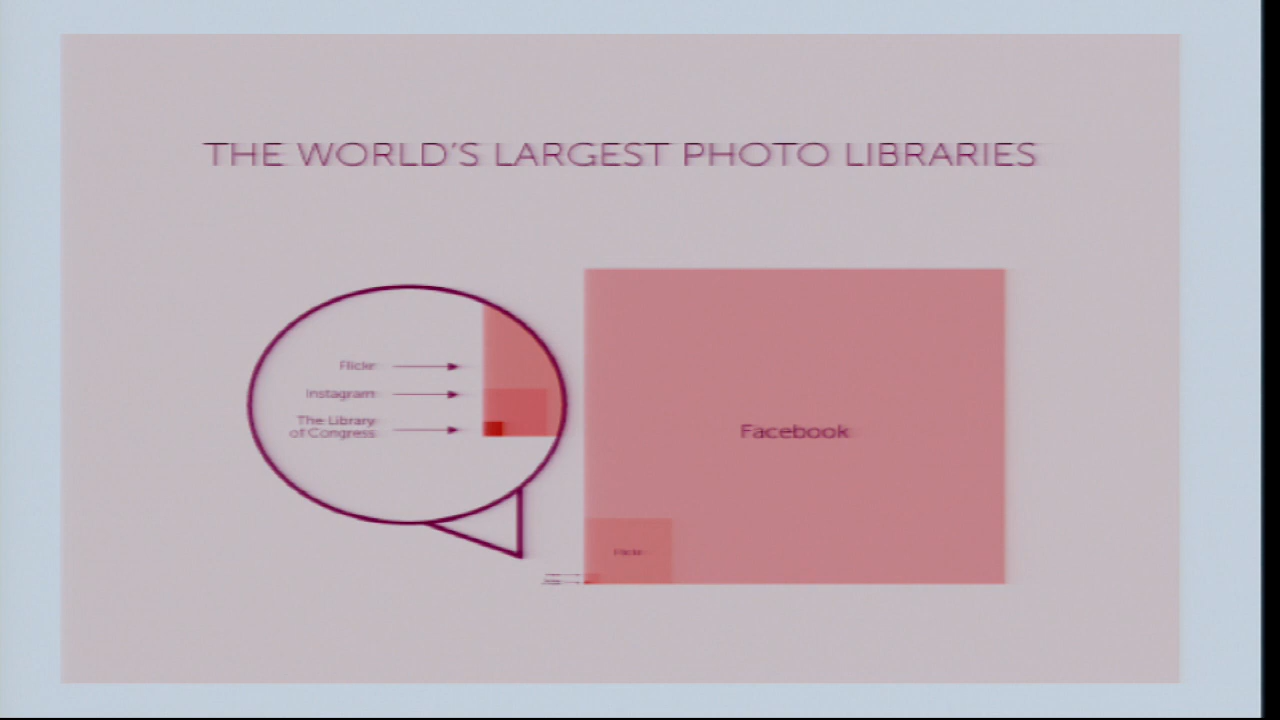 THE WORLD'S LARGEST PHOTO LIBRARIES
Flickr
Instagram
The Library
of Congress
Facebook
Flickr